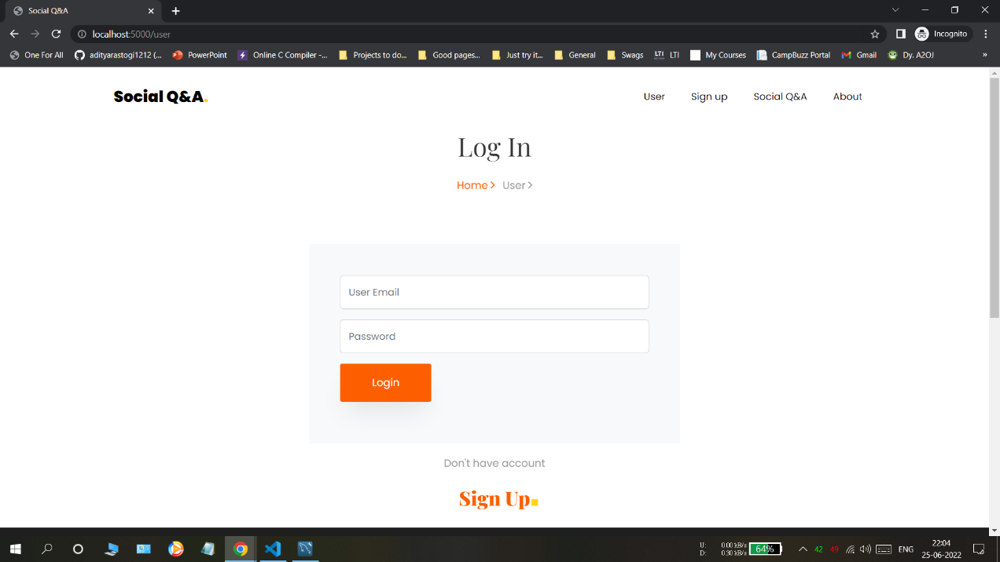 Social Q&A
localhost:5000/user
Incognito
One For All
adityarastogi1212 (...
PowerPoint
Online C Compiler -...
Projects to do...
Good pages...
Just try it...
General
Swags
LTI
LTI
My Courses
CampBuzz Portal
Gmail
Dy. A2OJ
»
Social Q&A.
User
Sign up
Social Q&A
About
Log In
Home
User
User Email
Password
Login
Don't have account
Sign Up
U: 0.00 kB/s
D: 0.30 kB/s
64%
42
49
ENG
22:04
25-06-2022